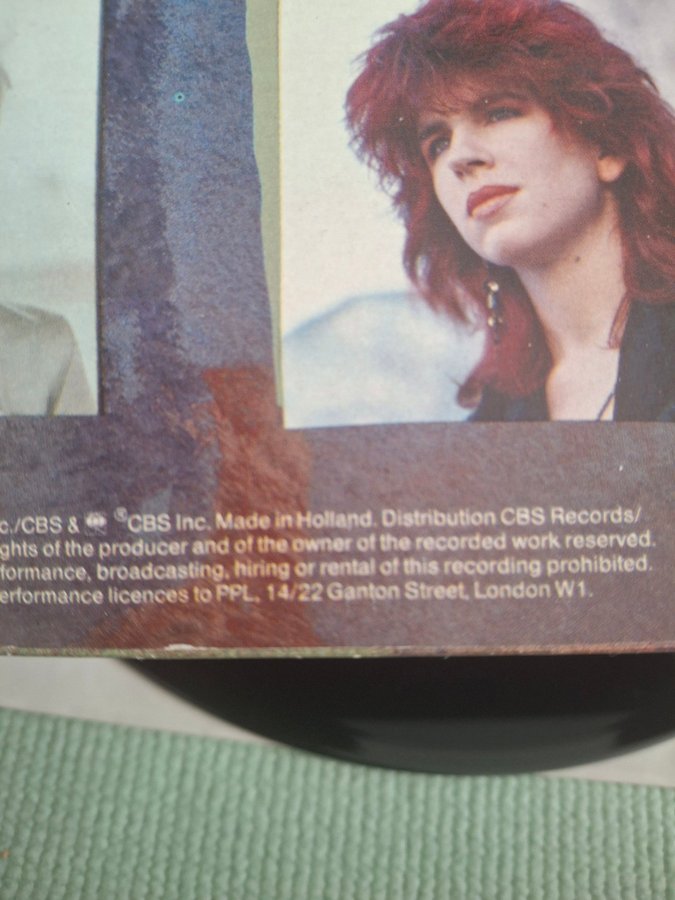 c./CBS & ®CBS Inc. Made in Holland. Distribution CBS Records/
ghts of the producer and of the owner of the recorded work reserved.
formance, broadcasting, hiring or rental of this recording prohibited.
erformance licences to PPL, 14/22 Ganton Street, London W1.